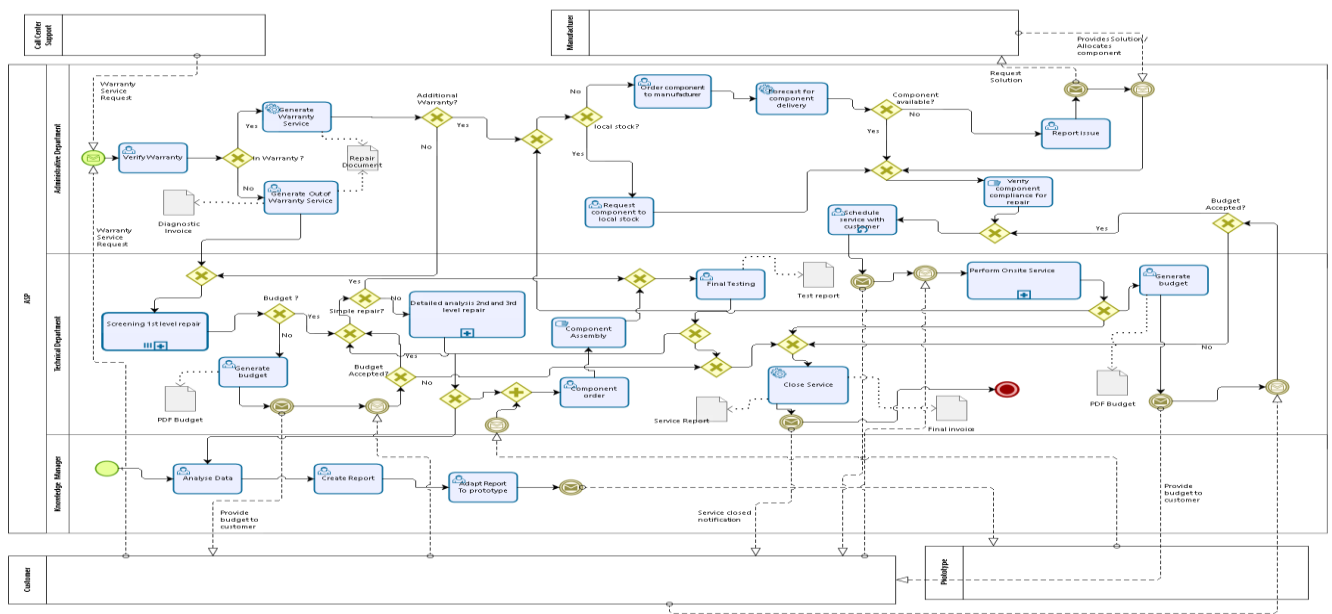 Call Center
Support
Manufacturer
Provides Solution/
Allocates
component
Request
Solution
Warranty
Service
Request
ASP
Administrative Department
Generate
Warranty
Service
Additional
Warranty?
Yes
No
Yes
Verify Warranty
In Warranty ?
No
Repair
Document
Generate Out of
Warranty Service
Diagnostic
Invoice
Warranty
Service
Request
No
local stock?
Yes
Order component
to manufacturer
Forecast for
component
delivery
Component
available?
No
Yes
Report issue
Request
component to
local stock
Verify
component
compliance for
repair
Schedule
service with
customer
Yes
Budget
Accepted?
No
Technical Department
Screening 1st level repair
Budget ?
Yes
No
Yes
Simple repair?
No
Detailed analysis 2nd and 3rd
level repair
Generate
budget
PDF Budget
Budget
Accepted?
Yes
No
Component
Assembly
Component
order
Final Testing
Test report
Perform Onsite Service
Generate
budget
PDF Budget
Close Service
Service Report
Final invoice
Knowledge Manager
Analyse Data
Create Report
Adapt Report
To prototype
Provide
budget to
customer
Service closed
notification
Provide
budget to
customer
Customer
Prototype